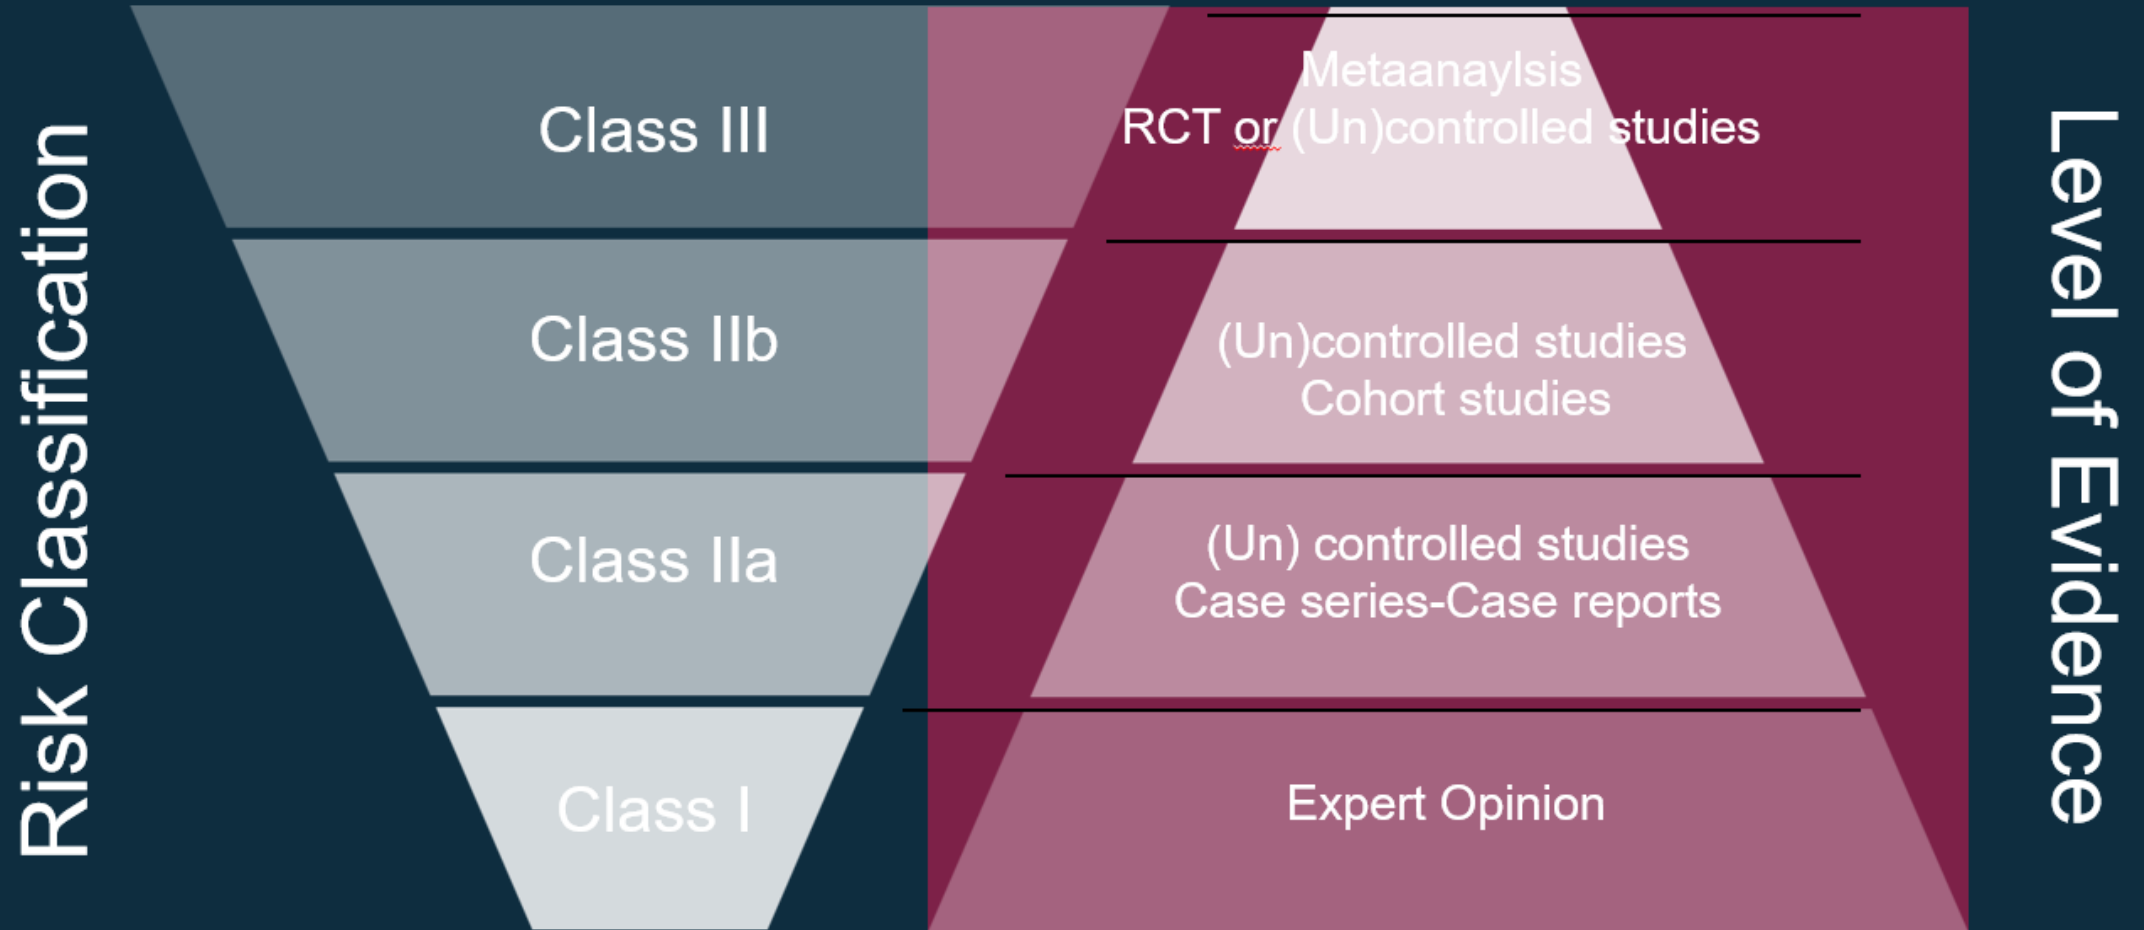 Risk Classification
Class III
Class IIb
Class IIa
Class I
Metaanaylsis
RCT or (Un)controlled studies
(Un)controlled studies
Cohort studies
(Un) controlled studies
Case series-Case reports
Expert Opinion
Level of Evidence